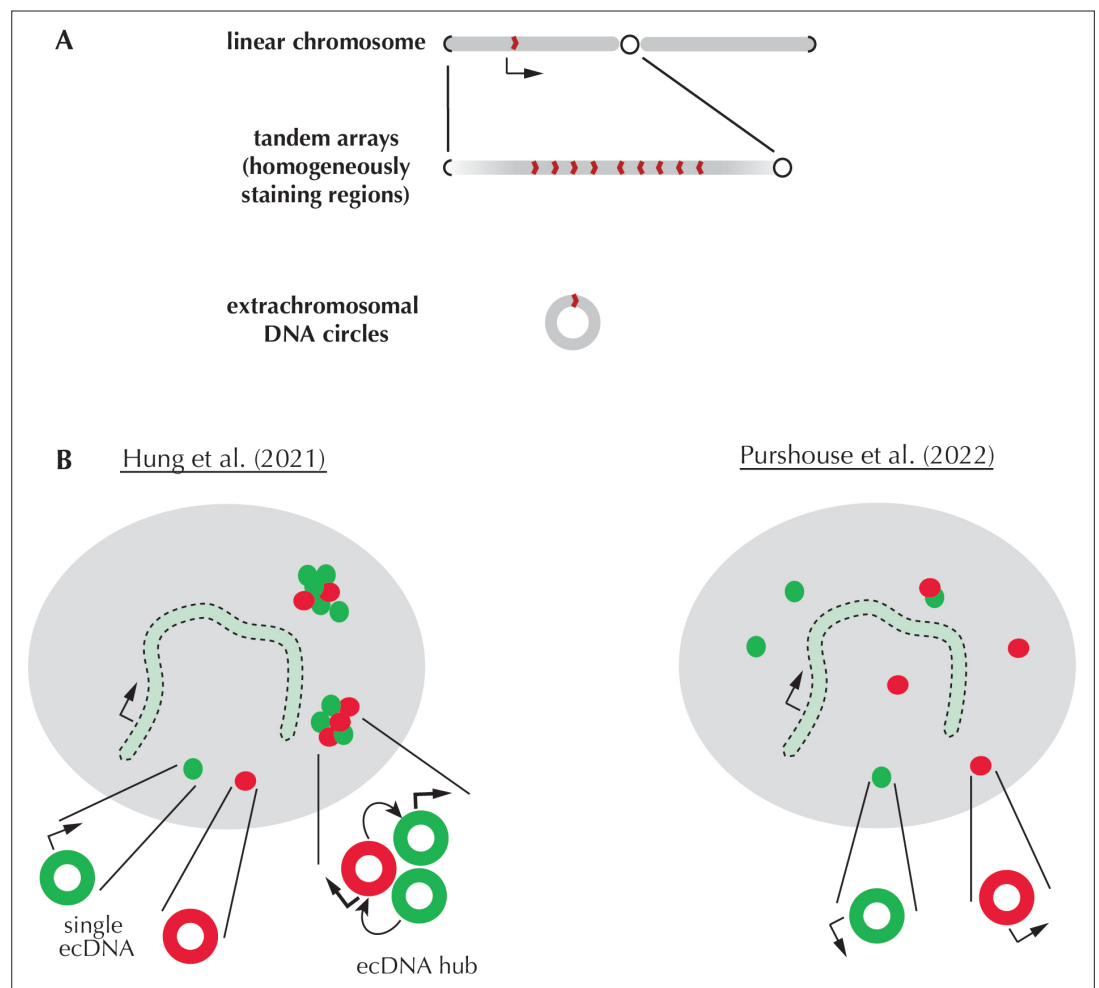 A
linear chromosome
tandem arrays
(homogeneously
staining regions)
extrachromosomal
DNA circles
B
Hung et al. (2021)
Purshouse et al. (2022)
single
ecDNA
ecDNA hub